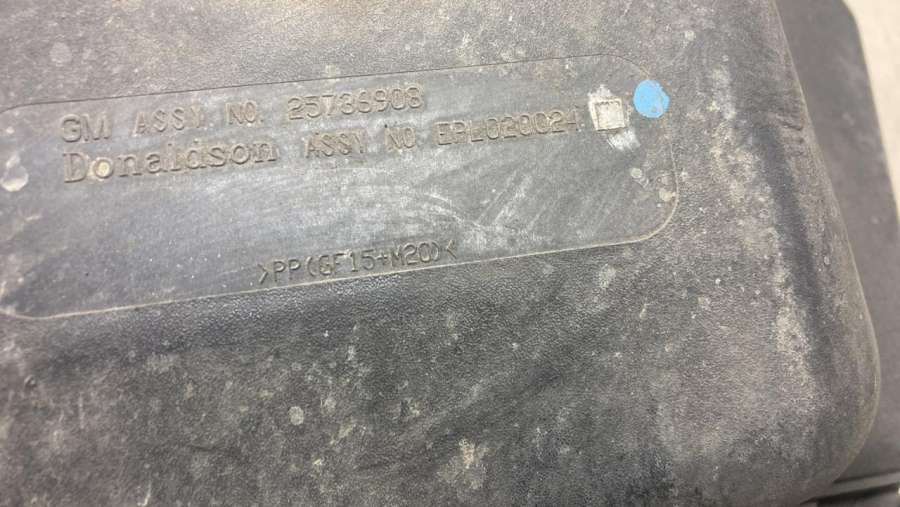 GM ASSY NO. 25736908
Donaldson ASSY NO. EPL020024
>PP(GF15+M20)<